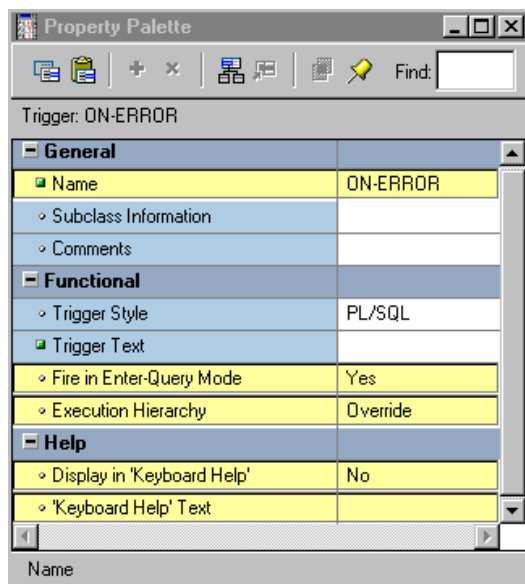 Property Palette
Find:
Trigger: ON-ERROR
General
Name ON-ERROR
Subclass Information
Comments
Functional
Trigger Style PL/SQL
Trigger Text
Fire in Enter-Query Mode Yes
Execution Hierarchy Override
Help
Display in 'Keyboard Help' No
'Keyboard Help' Text
Name